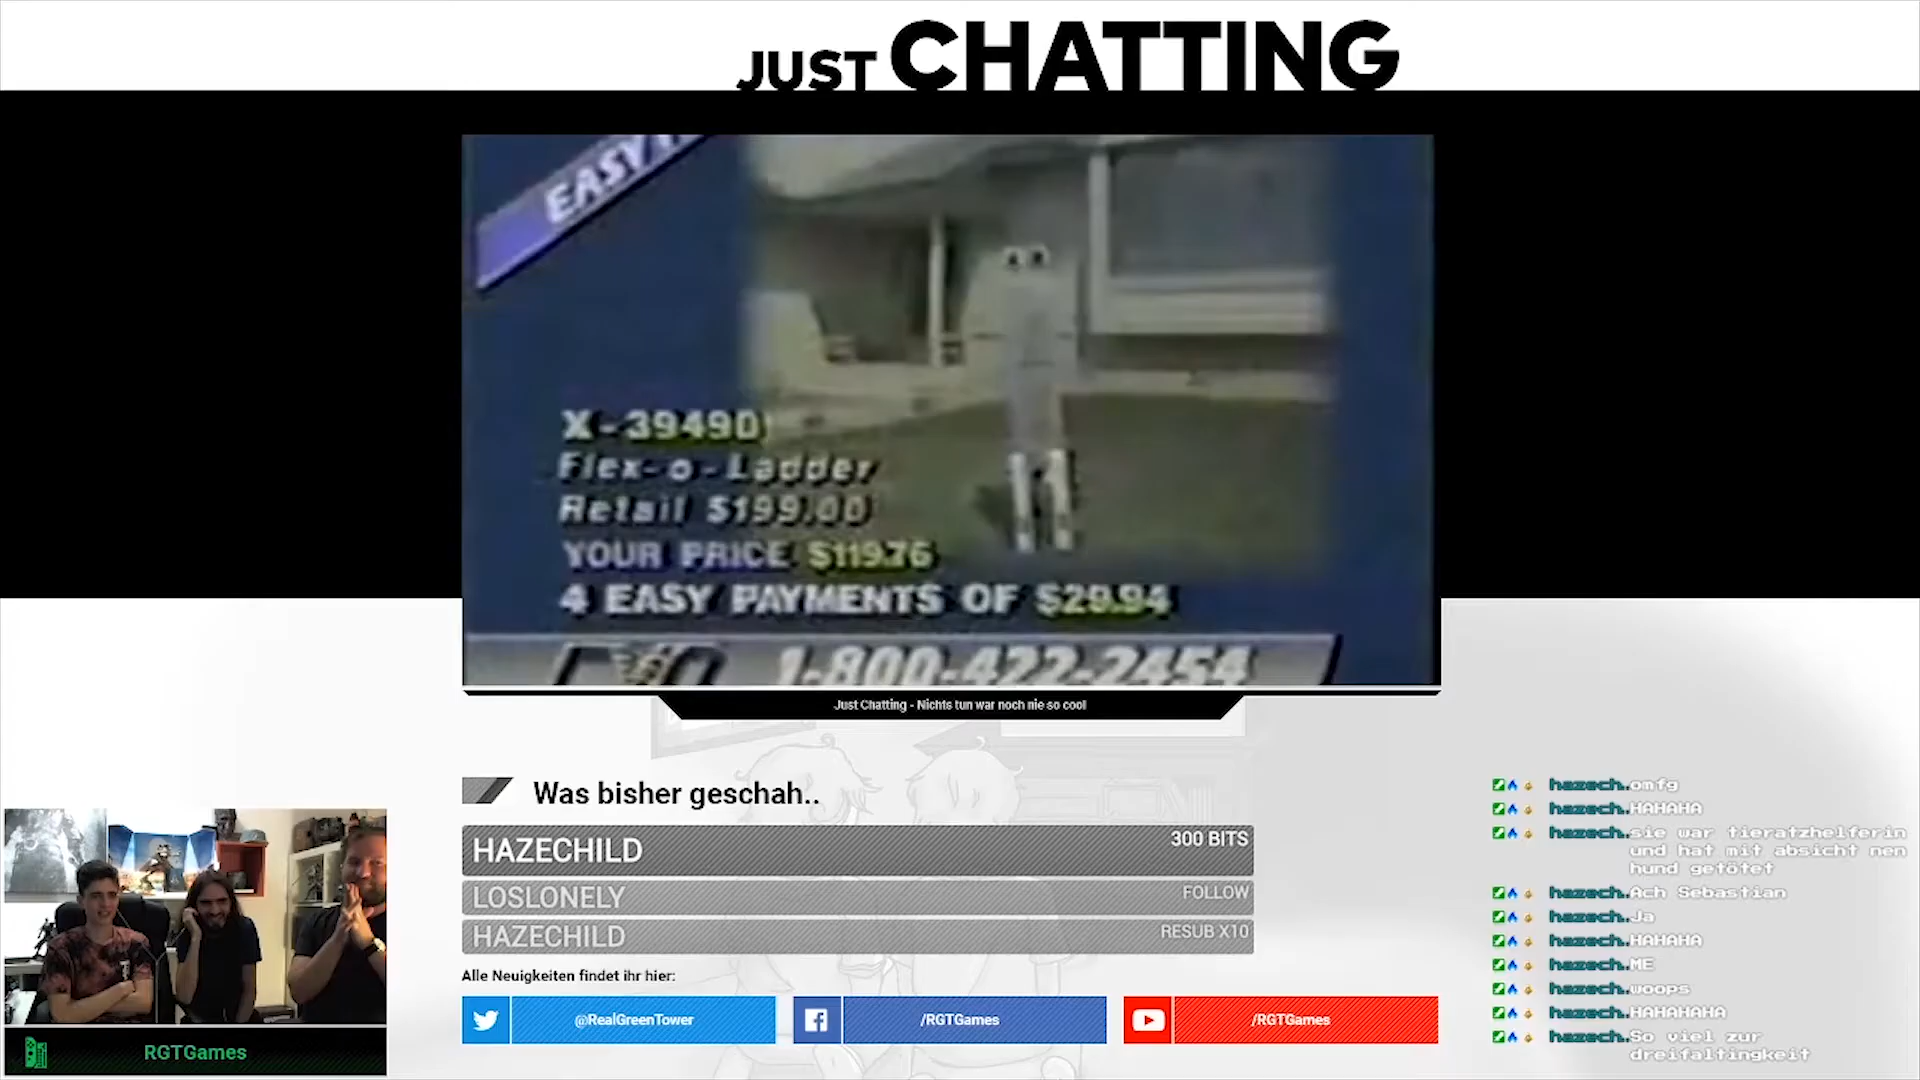 JUST CHATTING
EASY
X-39490
Flex-o-Ladder
Retail $199.00
YOUR PRICE $119.76
4 EASY PAYMENTS OF $29.94
1-800-422-2454
Just Chatting - Nichts tun war noch nie so cool
Was bisher geschah..
HAZECHILD 300 BITS
LOSLONELY FOLLOW
HAZECHILD RESUB X10
Alle Neuigkeiten findet ihr hier:
@RealGreenTower /RGTGames /RGTGames
RGTGames
hazech..omfg
hazech..HAHAHA
hazech..sie war tieratzhelferin
und hat mit absicht nen
hund getötet
hazech..Ach Sebastian
hazech..Ja
hazech..HAHAHA
hazech..ME
hazech..woops
hazech..HAHAHAHA
hazech..So viel zur
dreifaltingkeit